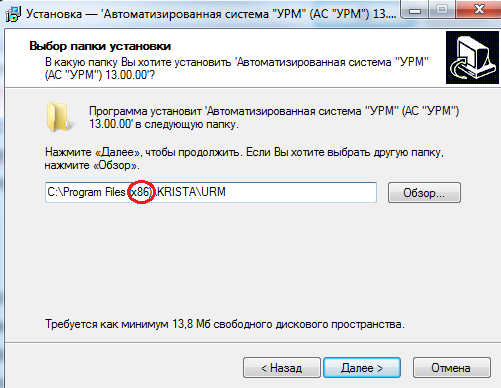 Установка — 'Автоматизированная система "УРМ" (АС "УРМ") 13....
Выбор папки установки
В какую папку Вы хотите установить 'Автоматизированная система "УРМ"
(АС "УРМ") 13.00.00'?
Программа установит 'Автоматизированная система "УРМ" (АС "УРМ")
13.00.00' в следующую папку.
Нажмите «Далее», чтобы продолжить. Если Вы хотите выбрать другую папку,
нажмите «Обзор».
C:\Program Files (x86)\KRISTA\URM
Обзор...
Требуется как минимум 13,8 Мб свободного дискового пространства.
< Назад
Далее >
Отмена